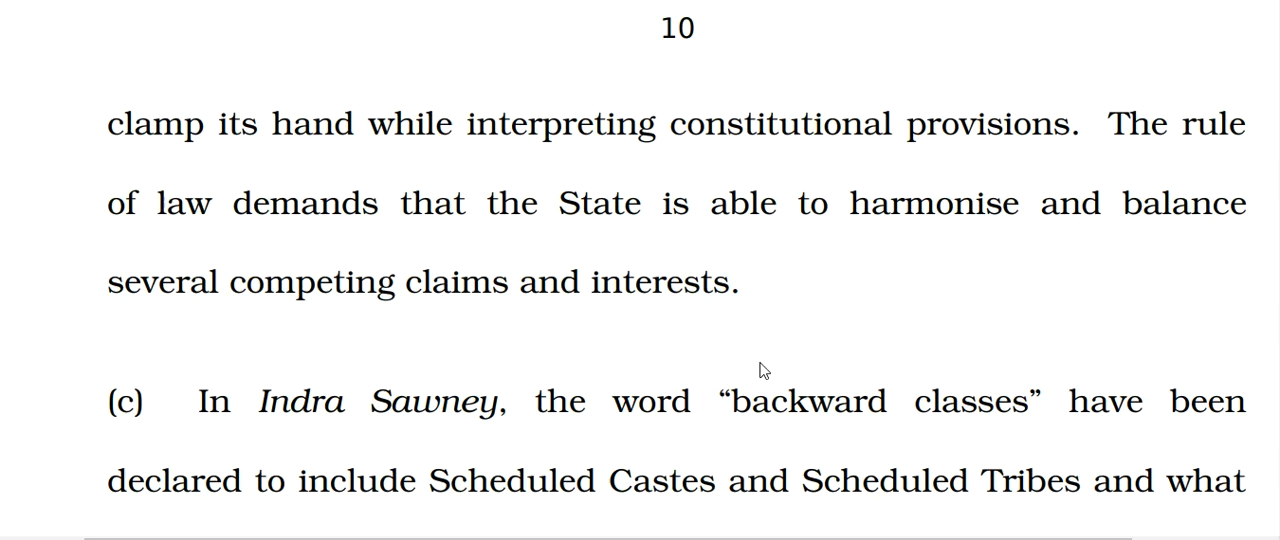 10
clamp its hand while interpreting constitutional provisions. The rule
of law demands that the State is able to harmonise and balance
several competing claims and interests.
(c) In Indra Sawney, the word “backward classes” have been
declared to include Scheduled Castes and Scheduled Tribes and what